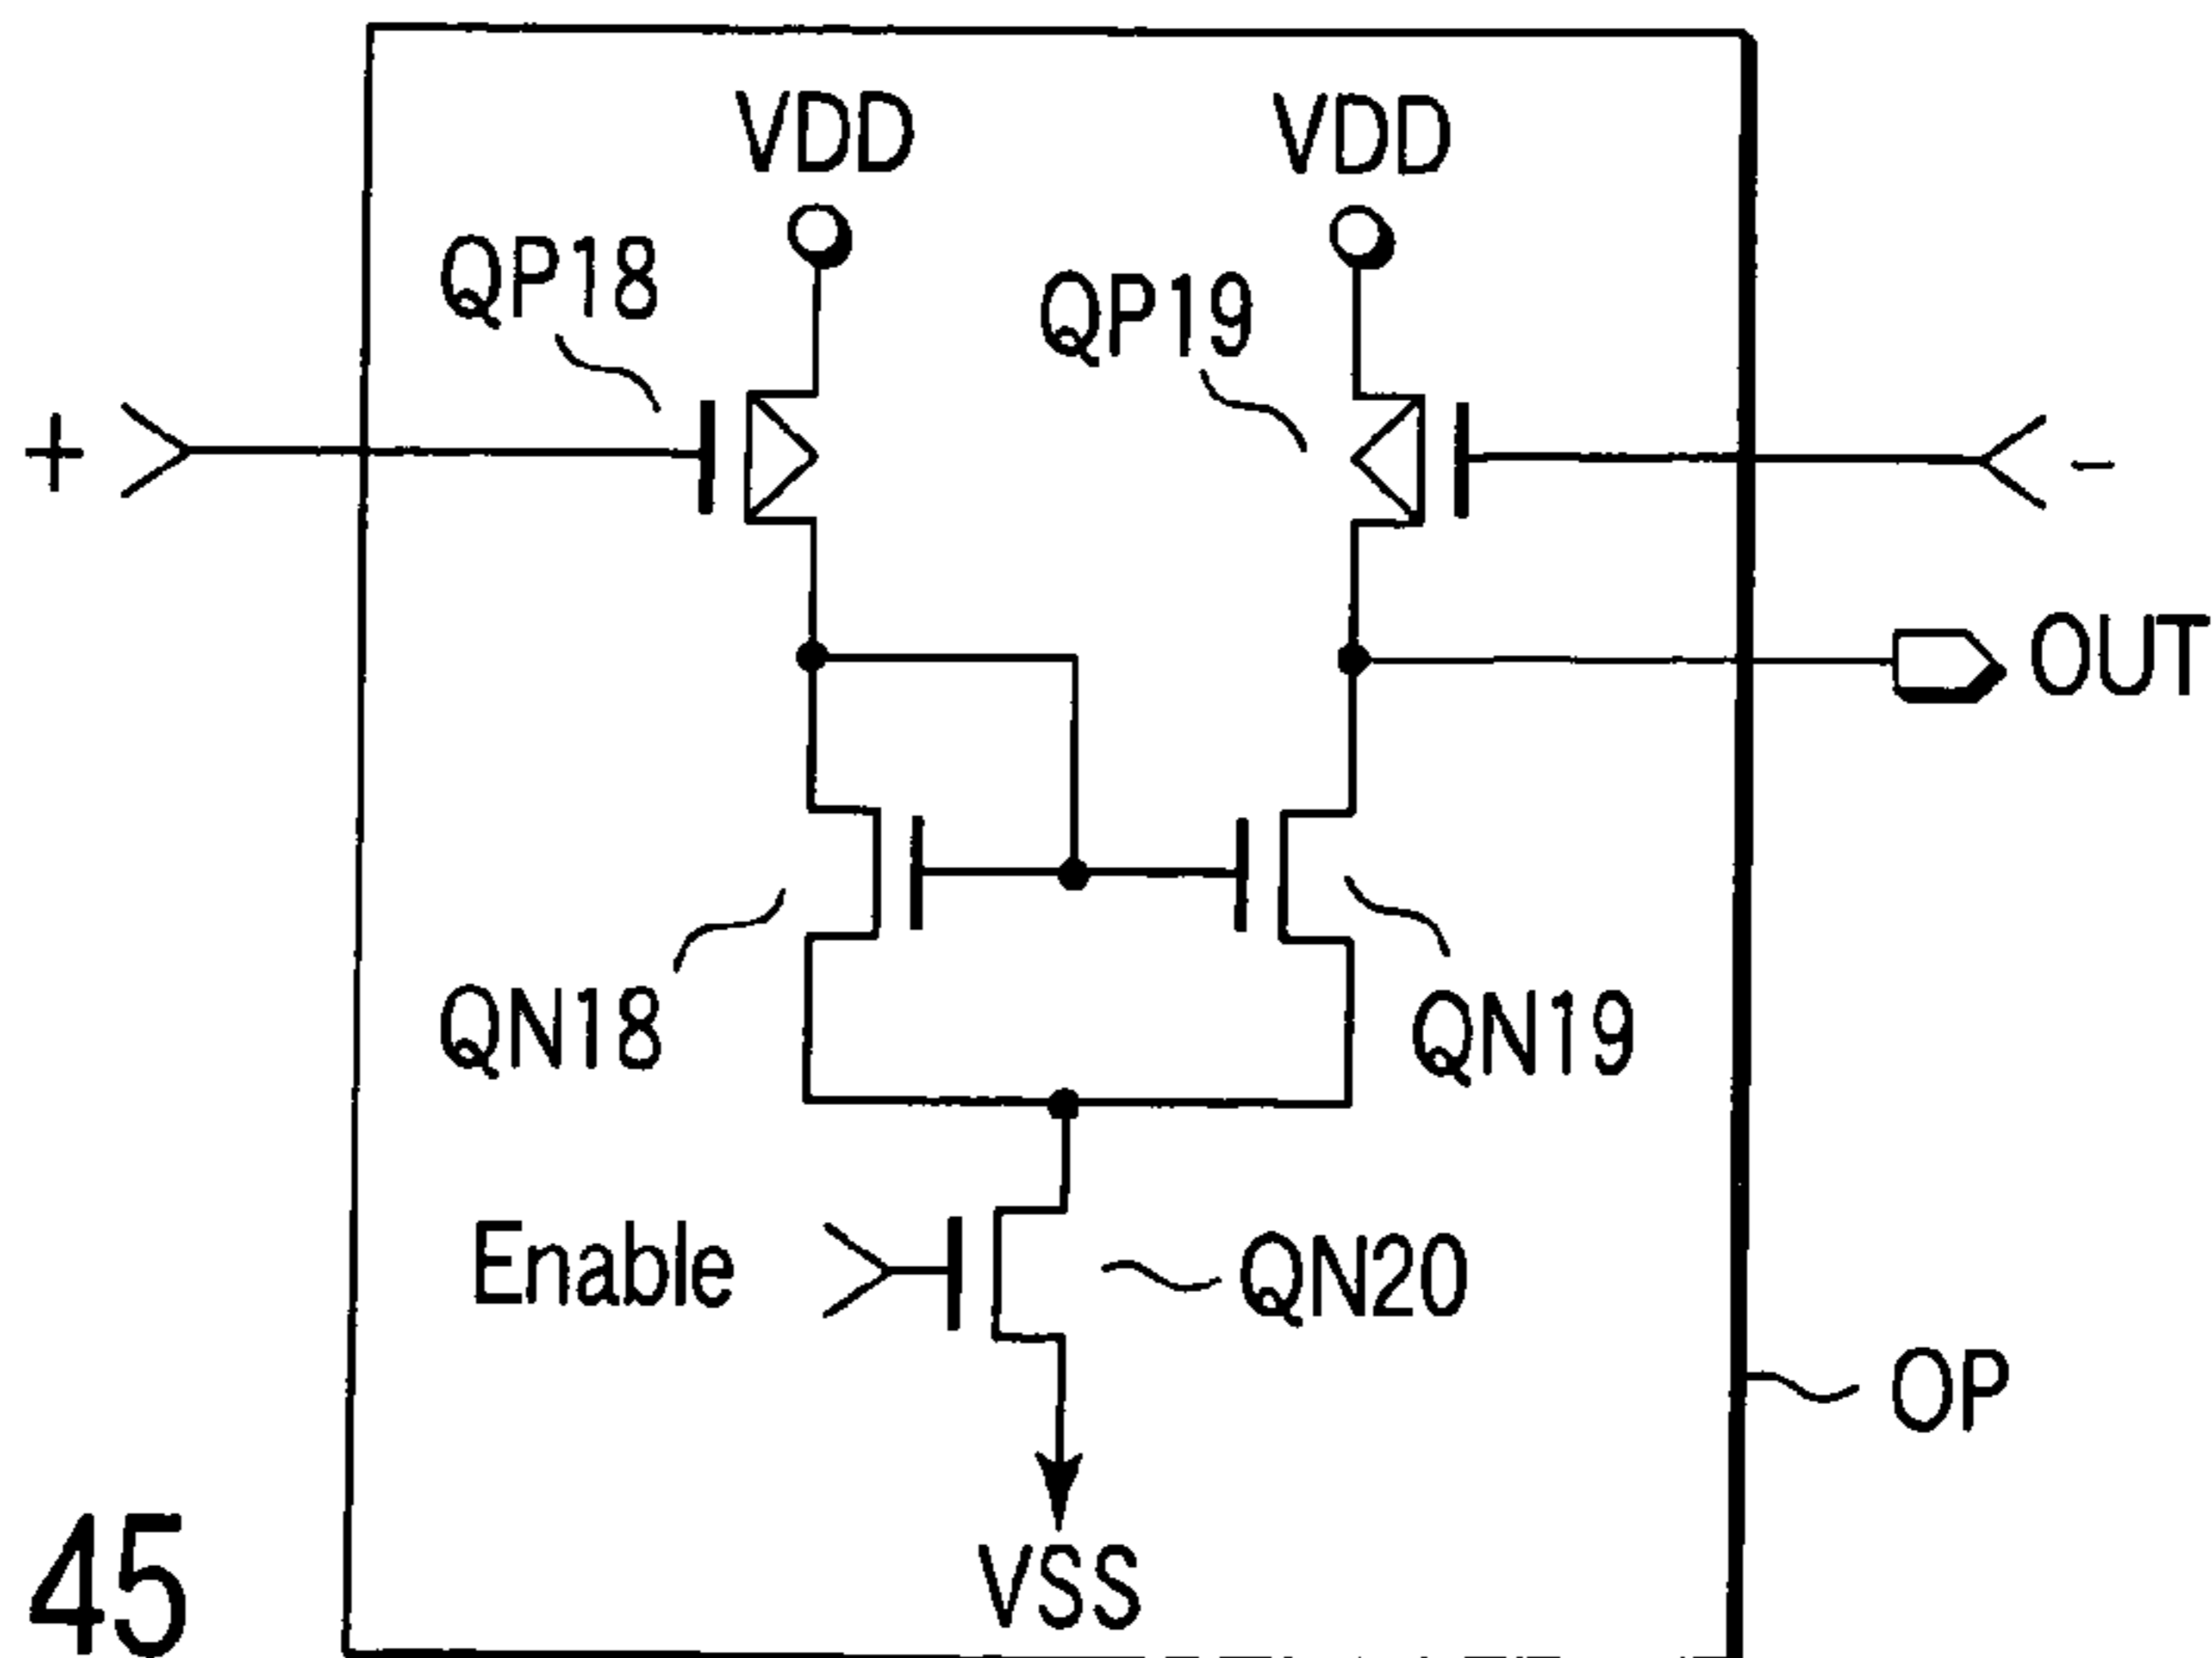 VDD
VDD
QP18
QP19
+
-
OUT
QN18
QN19
Enable
QN20
OP
VSS
45